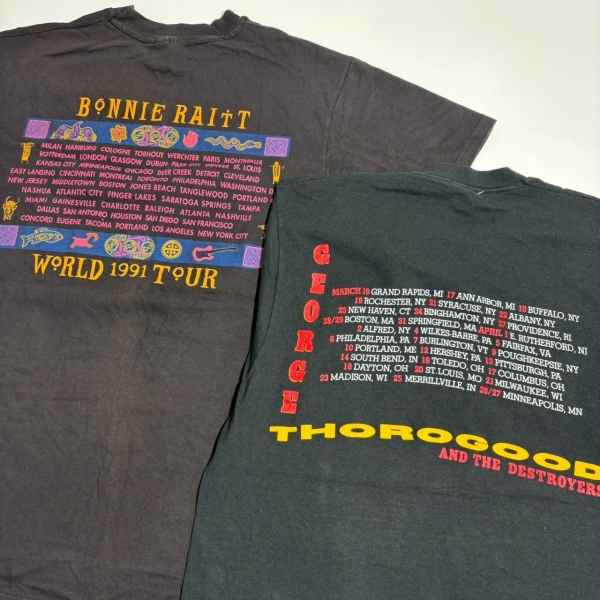 BONNIE RAITT
MILAN HAMBURG COLOGNE TORHOUT WERCHTER PARIS MONTREUX
ROTTERDAM LONDON GLASGOW DUBLIN PARK CITY DENVER ST. LOUIS
KANSAS CITY MINNEAPOLIS CHICAGO DEER CREEK DETROIT CLEVELAND
EAST LANSING CINCINNATI MONTREAL TORONTO PHILADELPHIA WASHINGTON D
NEW JERSEY MIDDLETOWN BOSTON JONES BEACH TANGLEWOOD PORTLAND
NASHUA ATLANTIC CITY FINGER LAKES SARATOGA SPRINGS TAMPA
MIAMI GAINESVILLE CHARLOTTE RALEIGH ATLANTA NASHVILLE
DALLAS SAN ANTONIO HOUSTON SAN DIEGO SAN FRANCISCO
CONCORD EUGENE TACOMA PORTLAND LOS ANGELES NEW YORK CITY
WORLD 1991 TOUR
GEORGE
MARCH 16 GRAND RAPIDS, MI 17 ANN ARBOR, MI 18 BUFFALO, NY
19 ROCHESTER, NY 21 SYRACUSE, NY 22 ALBANY, NY
23 NEW HAVEN, CT 24 BINGHAMTON, NY 27 PROVIDENCE, RI
28/29 BOSTON, MA 31 SPRINGFIELD, MA APRIL 1 E. RUTHERFORD, NJ
2 ALFRED, NY 4 WILKES-BARRE, PA 5 FAIRFAX, VA
6 PHILADELPHIA, PA 7 BURLINGTON, VT 9 POUGHKEEPSIE, NY
10 PORTLAND, ME 12 HERSHEY, PA 13 PITTSBURGH, PA
14 SOUTH BEND, IN 16 TOLEDO, OH 17 COLUMBUS, OH
18 DAYTON, OH 20 ST. LOUIS, MO 21 MILWAUKEE, WI
23 MADISON, WI 25 MERRILLVILLE, IN 26/27 MINNEAPOLIS, MN
THOROGOOD
AND THE DESTROYERS